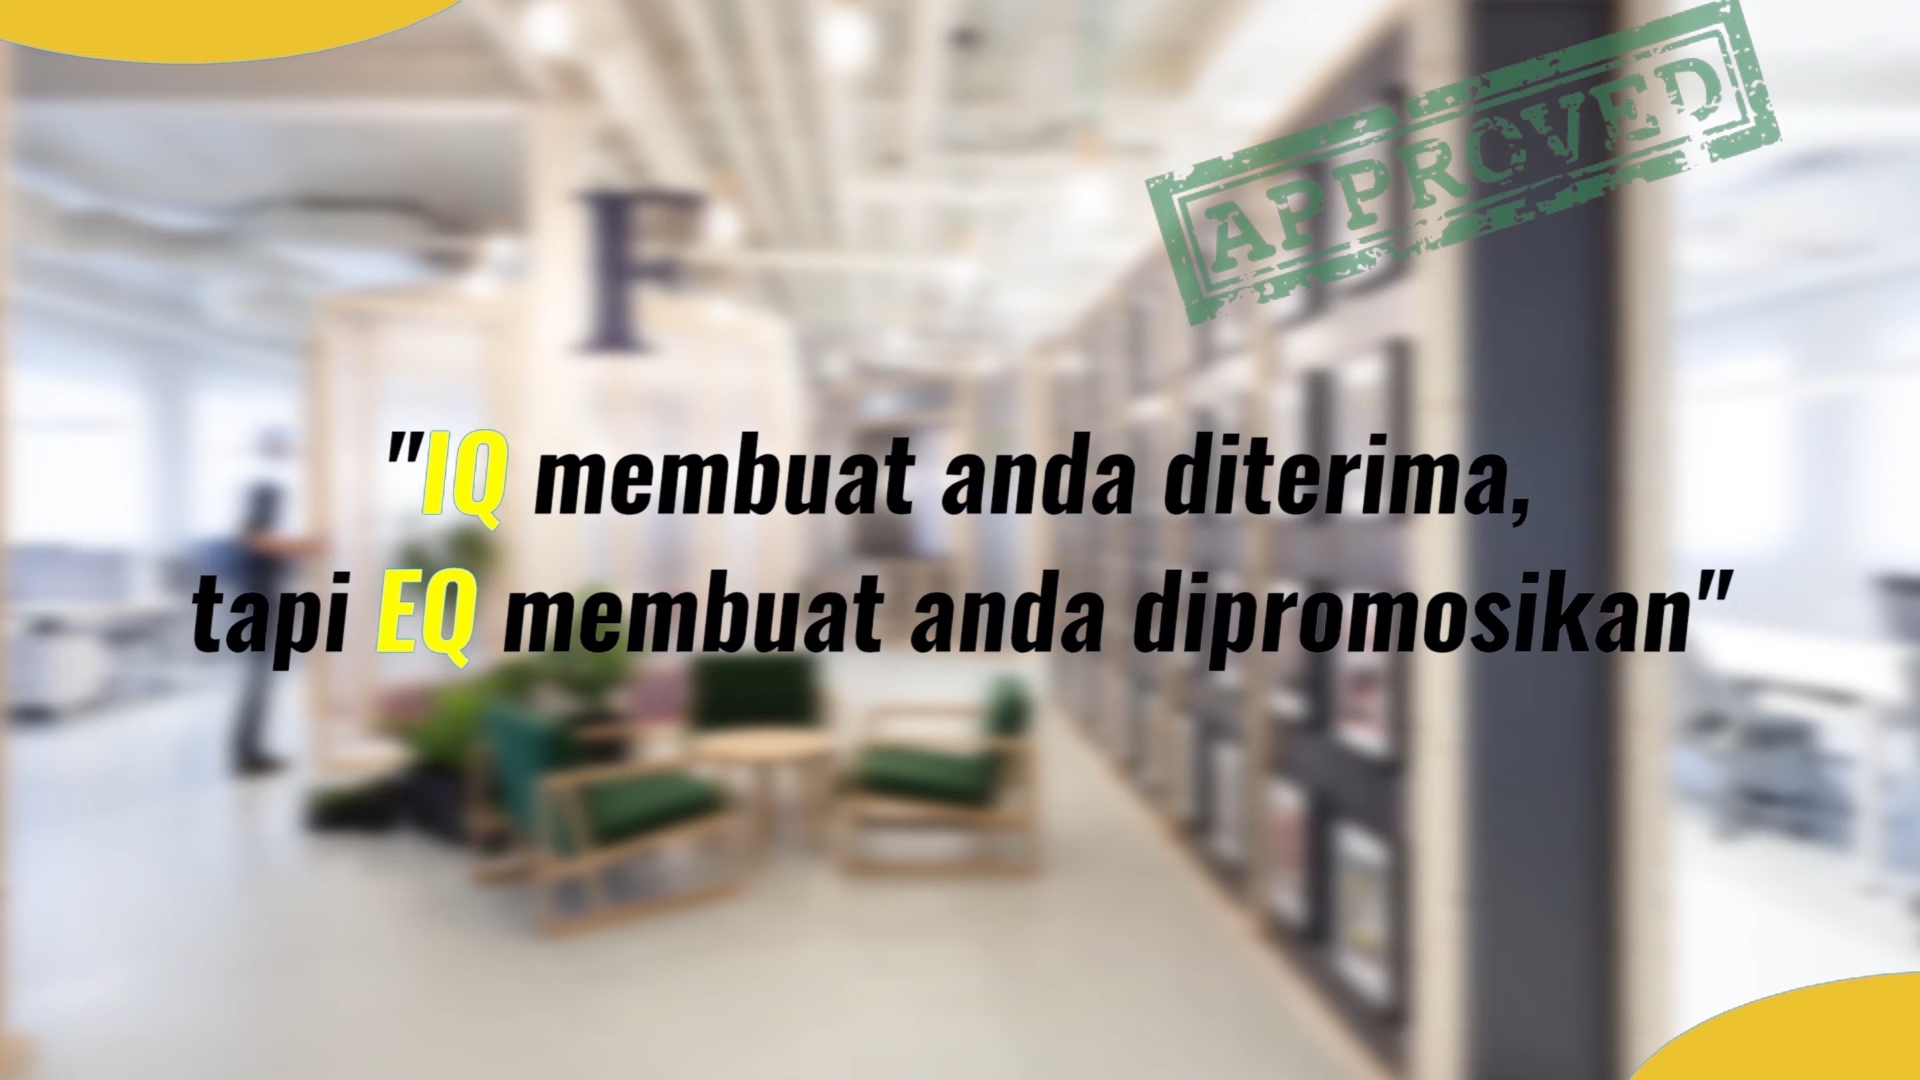 APPROVED
F
"IQ membuat anda diterima,
tapi EQ membuat anda dipromosikan"